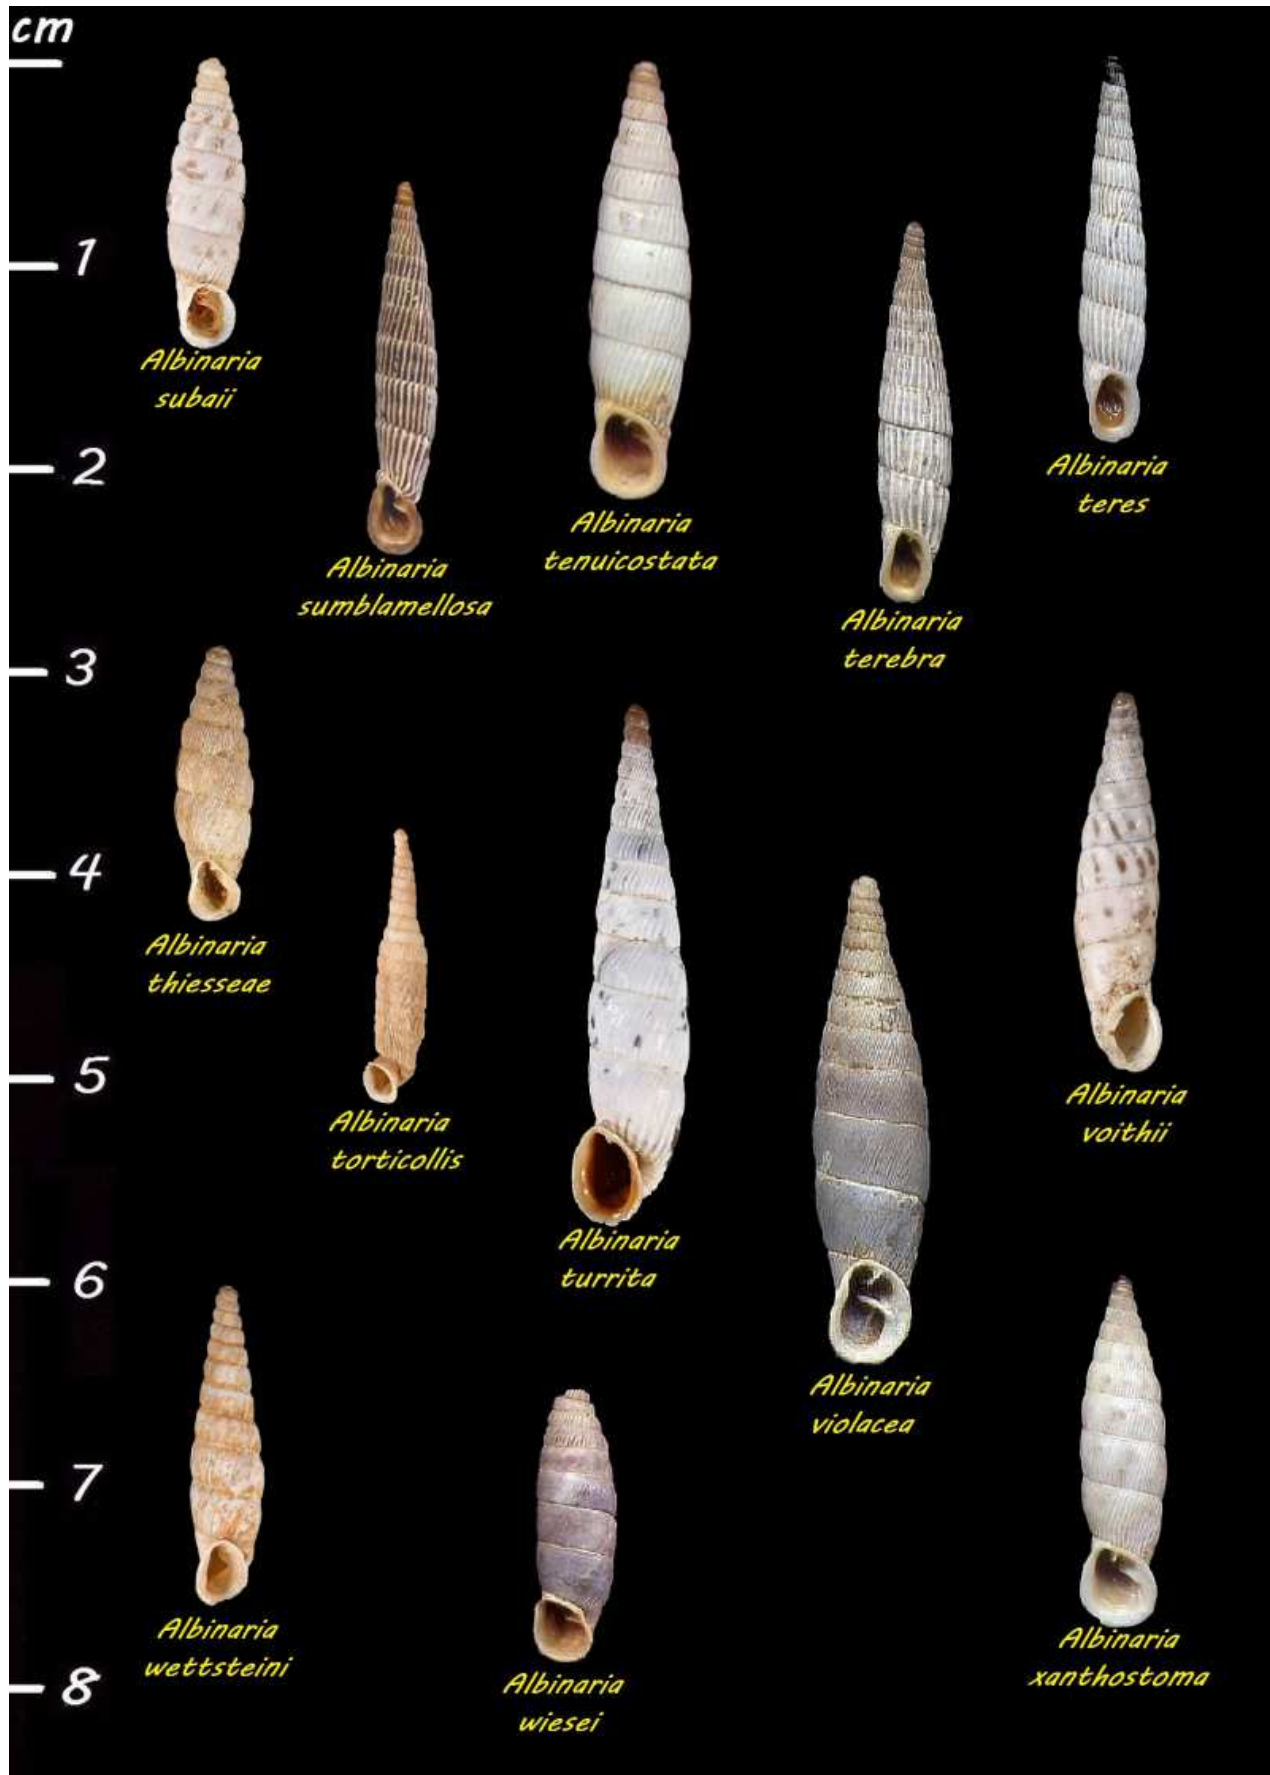 cm
1
2
3
4
5
6
7
8
Albinaria
subaii
Albinaria
sumblamellosa
Albinaria
tenuicostata
Albinaria
terebra
Albinaria
teres
Albinaria
thiesseae
Albinaria
torticollis
Albinaria
turrita
Albinaria
violacea
Albinaria
voithii
Albinaria
wettsteini
Albinaria
wiesei
Albinaria
xanthostoma